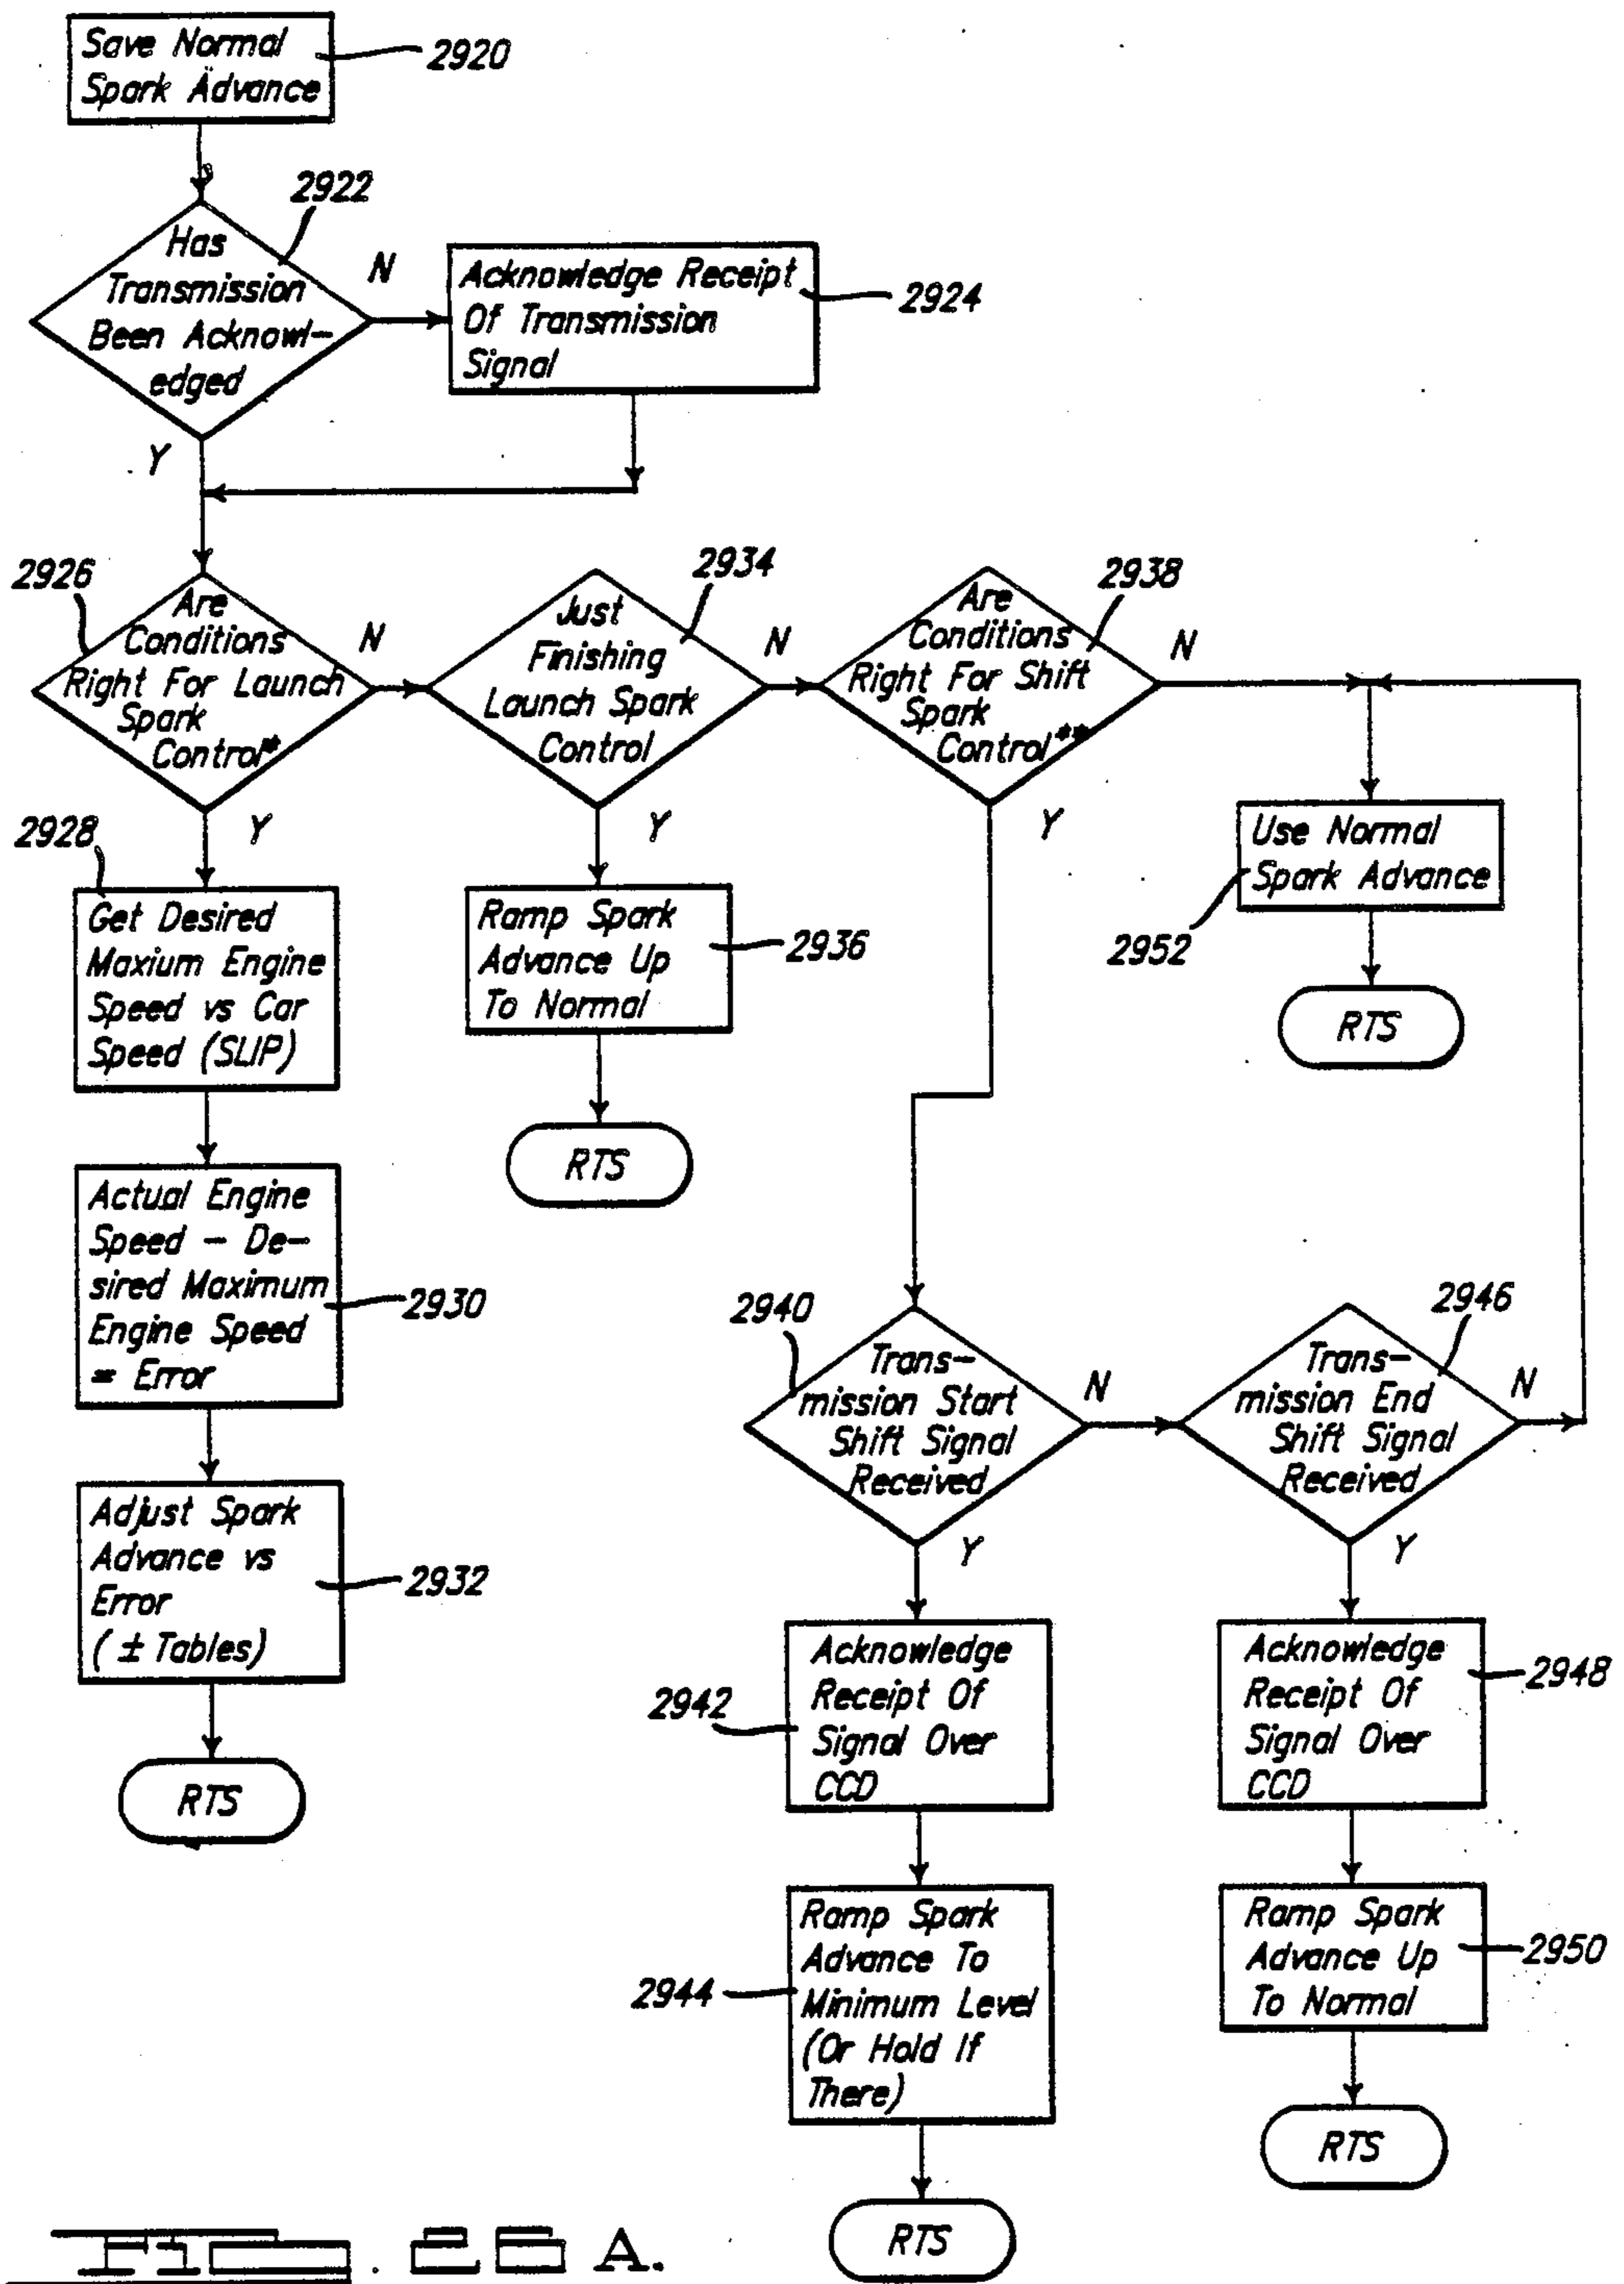 Save Normal
Spark Advance
2920
2922
Has
Transmission
Been Acknowl-
edged
N
Y
Acknowledge Receipt
Of Transmission
Signal
2924
2926
Are
Conditions
Right For Launch
Spark
Control*
N
Y
2934
Just
Finishing
Launch Spark
Control
N
Y
2938
Are
Conditions
Right For Shift
Spark
Control**
N
Y
2928
Get Desired
Maxium Engine
Speed vs Car
Speed (SLIP)
Ramp Spark
Advance Up
To Normal
2936
RTS
Use Normal
Spark Advance
2952
RTS
Actual Engine
Speed - De-
sired Maximum
Engine Speed
= Error
2930
Adjust Spark
Advance vs
Error
( ± Tables)
2932
RTS
2940
Trans-
mission Start
Shift Signal
Received
N
Y
2946
Trans-
mission End
Shift Signal
Received
N
Y
Acknowledge
Receipt Of
Signal Over
CCD
2942
Acknowledge
Receipt Of
Signal Over
CCD
2948
Ramp Spark
Advance To
Minimum Level
(Or Hold If
There)
2944
RTS
Ramp Spark
Advance Up
To Normal
2950
RTS
A.